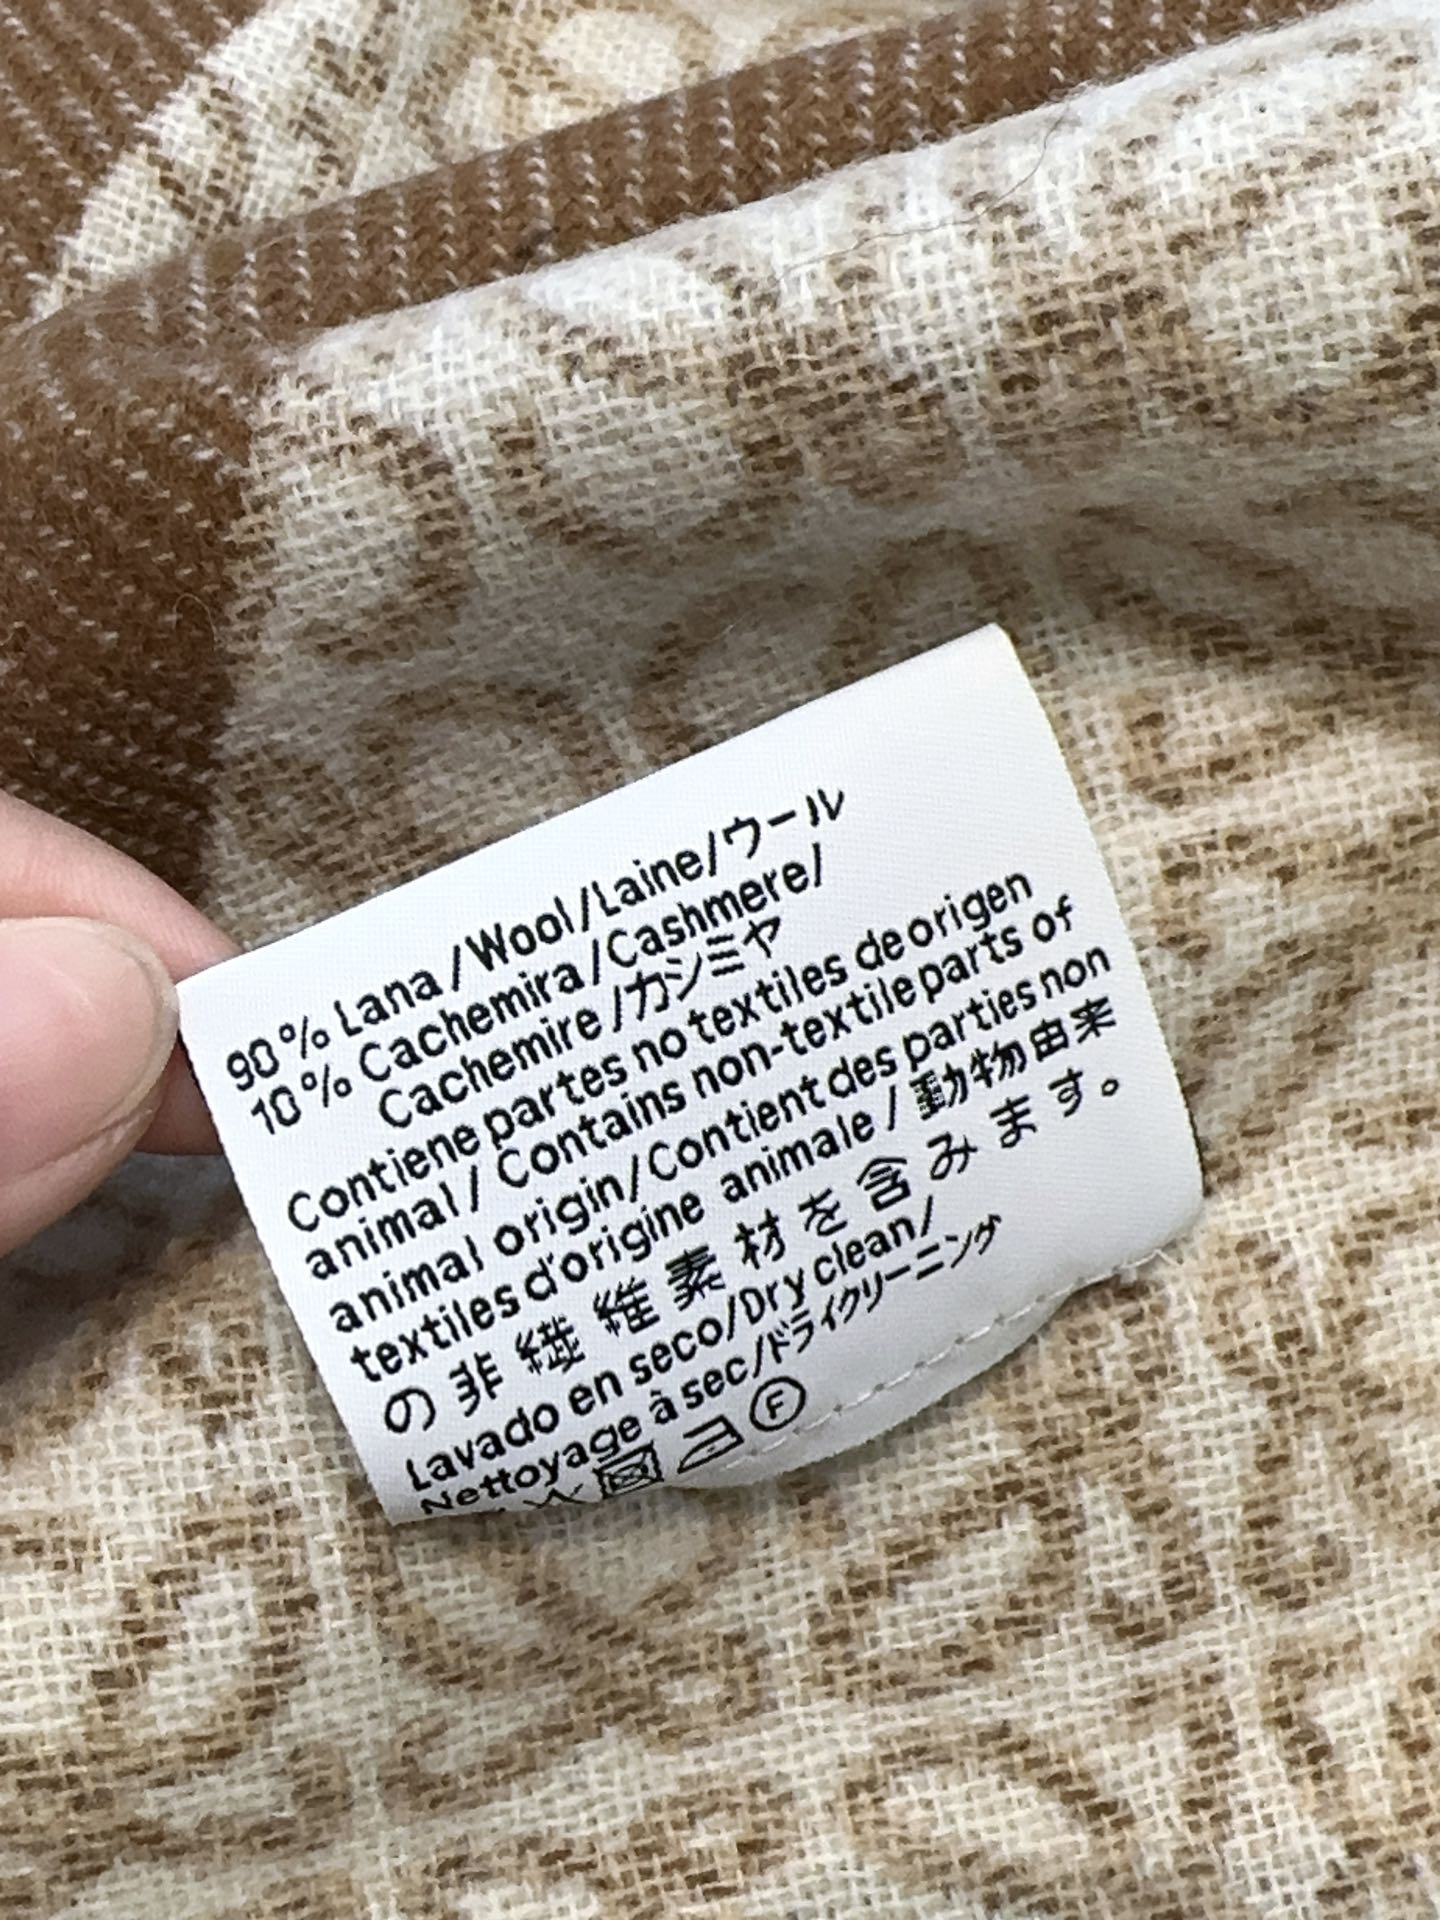 90% Lana/Wool/Laine/ウール
10% Cachemira/Cashmere/
Cachemire/カシミヤ
Contiene partes no textiles de origen
animal/Contains non-textile parts of
animal origin/Contient des parties non
textiles d'origine animale/動物由来
の非繊維素材を含みます。
Lavado en seco/Dry clean/
Nettoyage à sec/ドライクリーニング
F